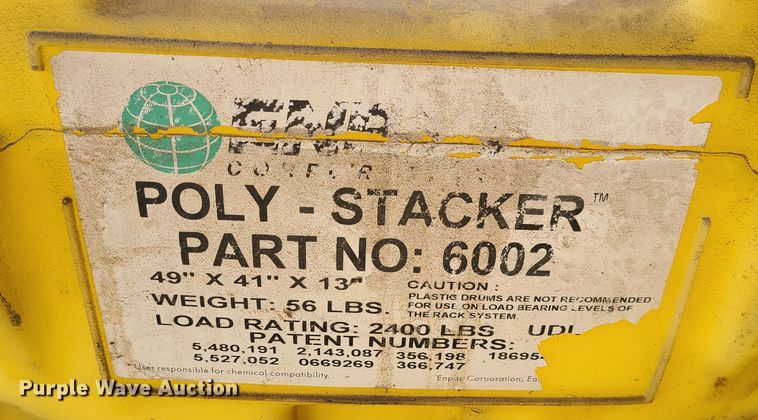 POLY - STACKER™
PART NO: 6002
49" X 41" X 13"
WEIGHT: 56 LBS.
LOAD RATING: 2400 LBS UDL
CAUTION :
PLASTIC DRUMS ARE NOT RECOMMENDED
FOR USE ON LOAD BEARING LEVELS OF
THE RACK SYSTEM.
PATENT NUMBERS:
5,480,191 2,143,087 356,198
5,527,052 0669269 366,747
User responsible for chemical compatibility.
Enpac Corporation,
Purple Wave Auction